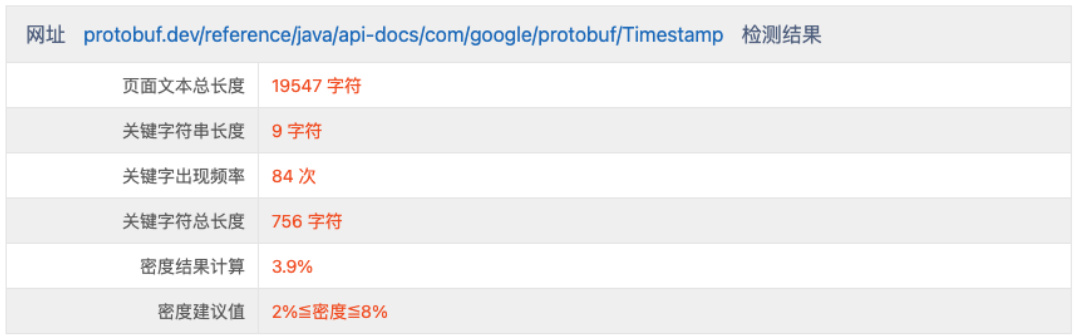 网址 protobuf.dev/reference/java/api-docs/com/google/protobuf/Timestamp 检测结果
页面文本总长度 19547 字符
关键字符串长度 9 字符
关键字出现频率 84 次
关键字符总长度 756 字符
密度结果计算 3.9%
密度建议值 2%≦密度≦8%